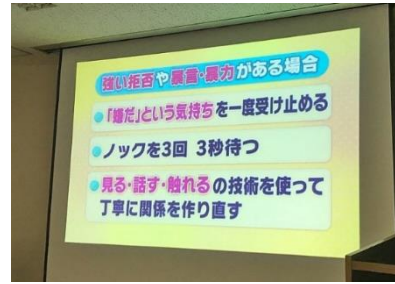 強い拒否や暴言・暴力がある場合
「嫌だ」という気持ちを一度受け止める
ノックを3回 3秒待つ
見る・話す・触れるの技術を使って
丁寧に関係を作り直す